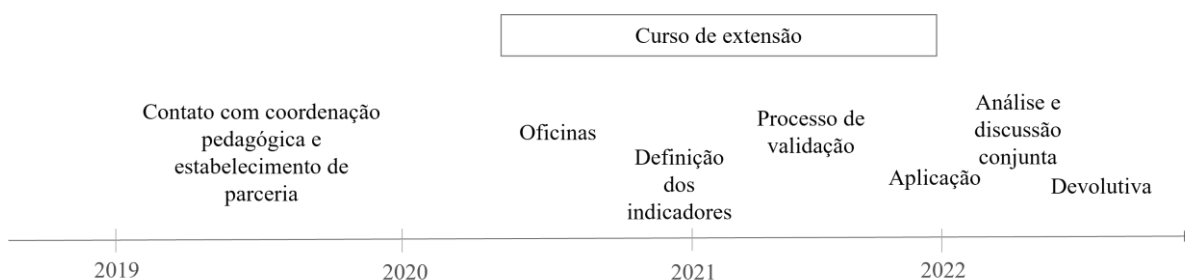 Curso de extensão
Contato com coordenação
pedagógica e
estabelecimento de
parceria
Oficinas
Definição
dos
indicadores
Processo de
validação
Aplicação
Análise e
discussão
conjunta
Devolutiva
2019
2020
2021
2022